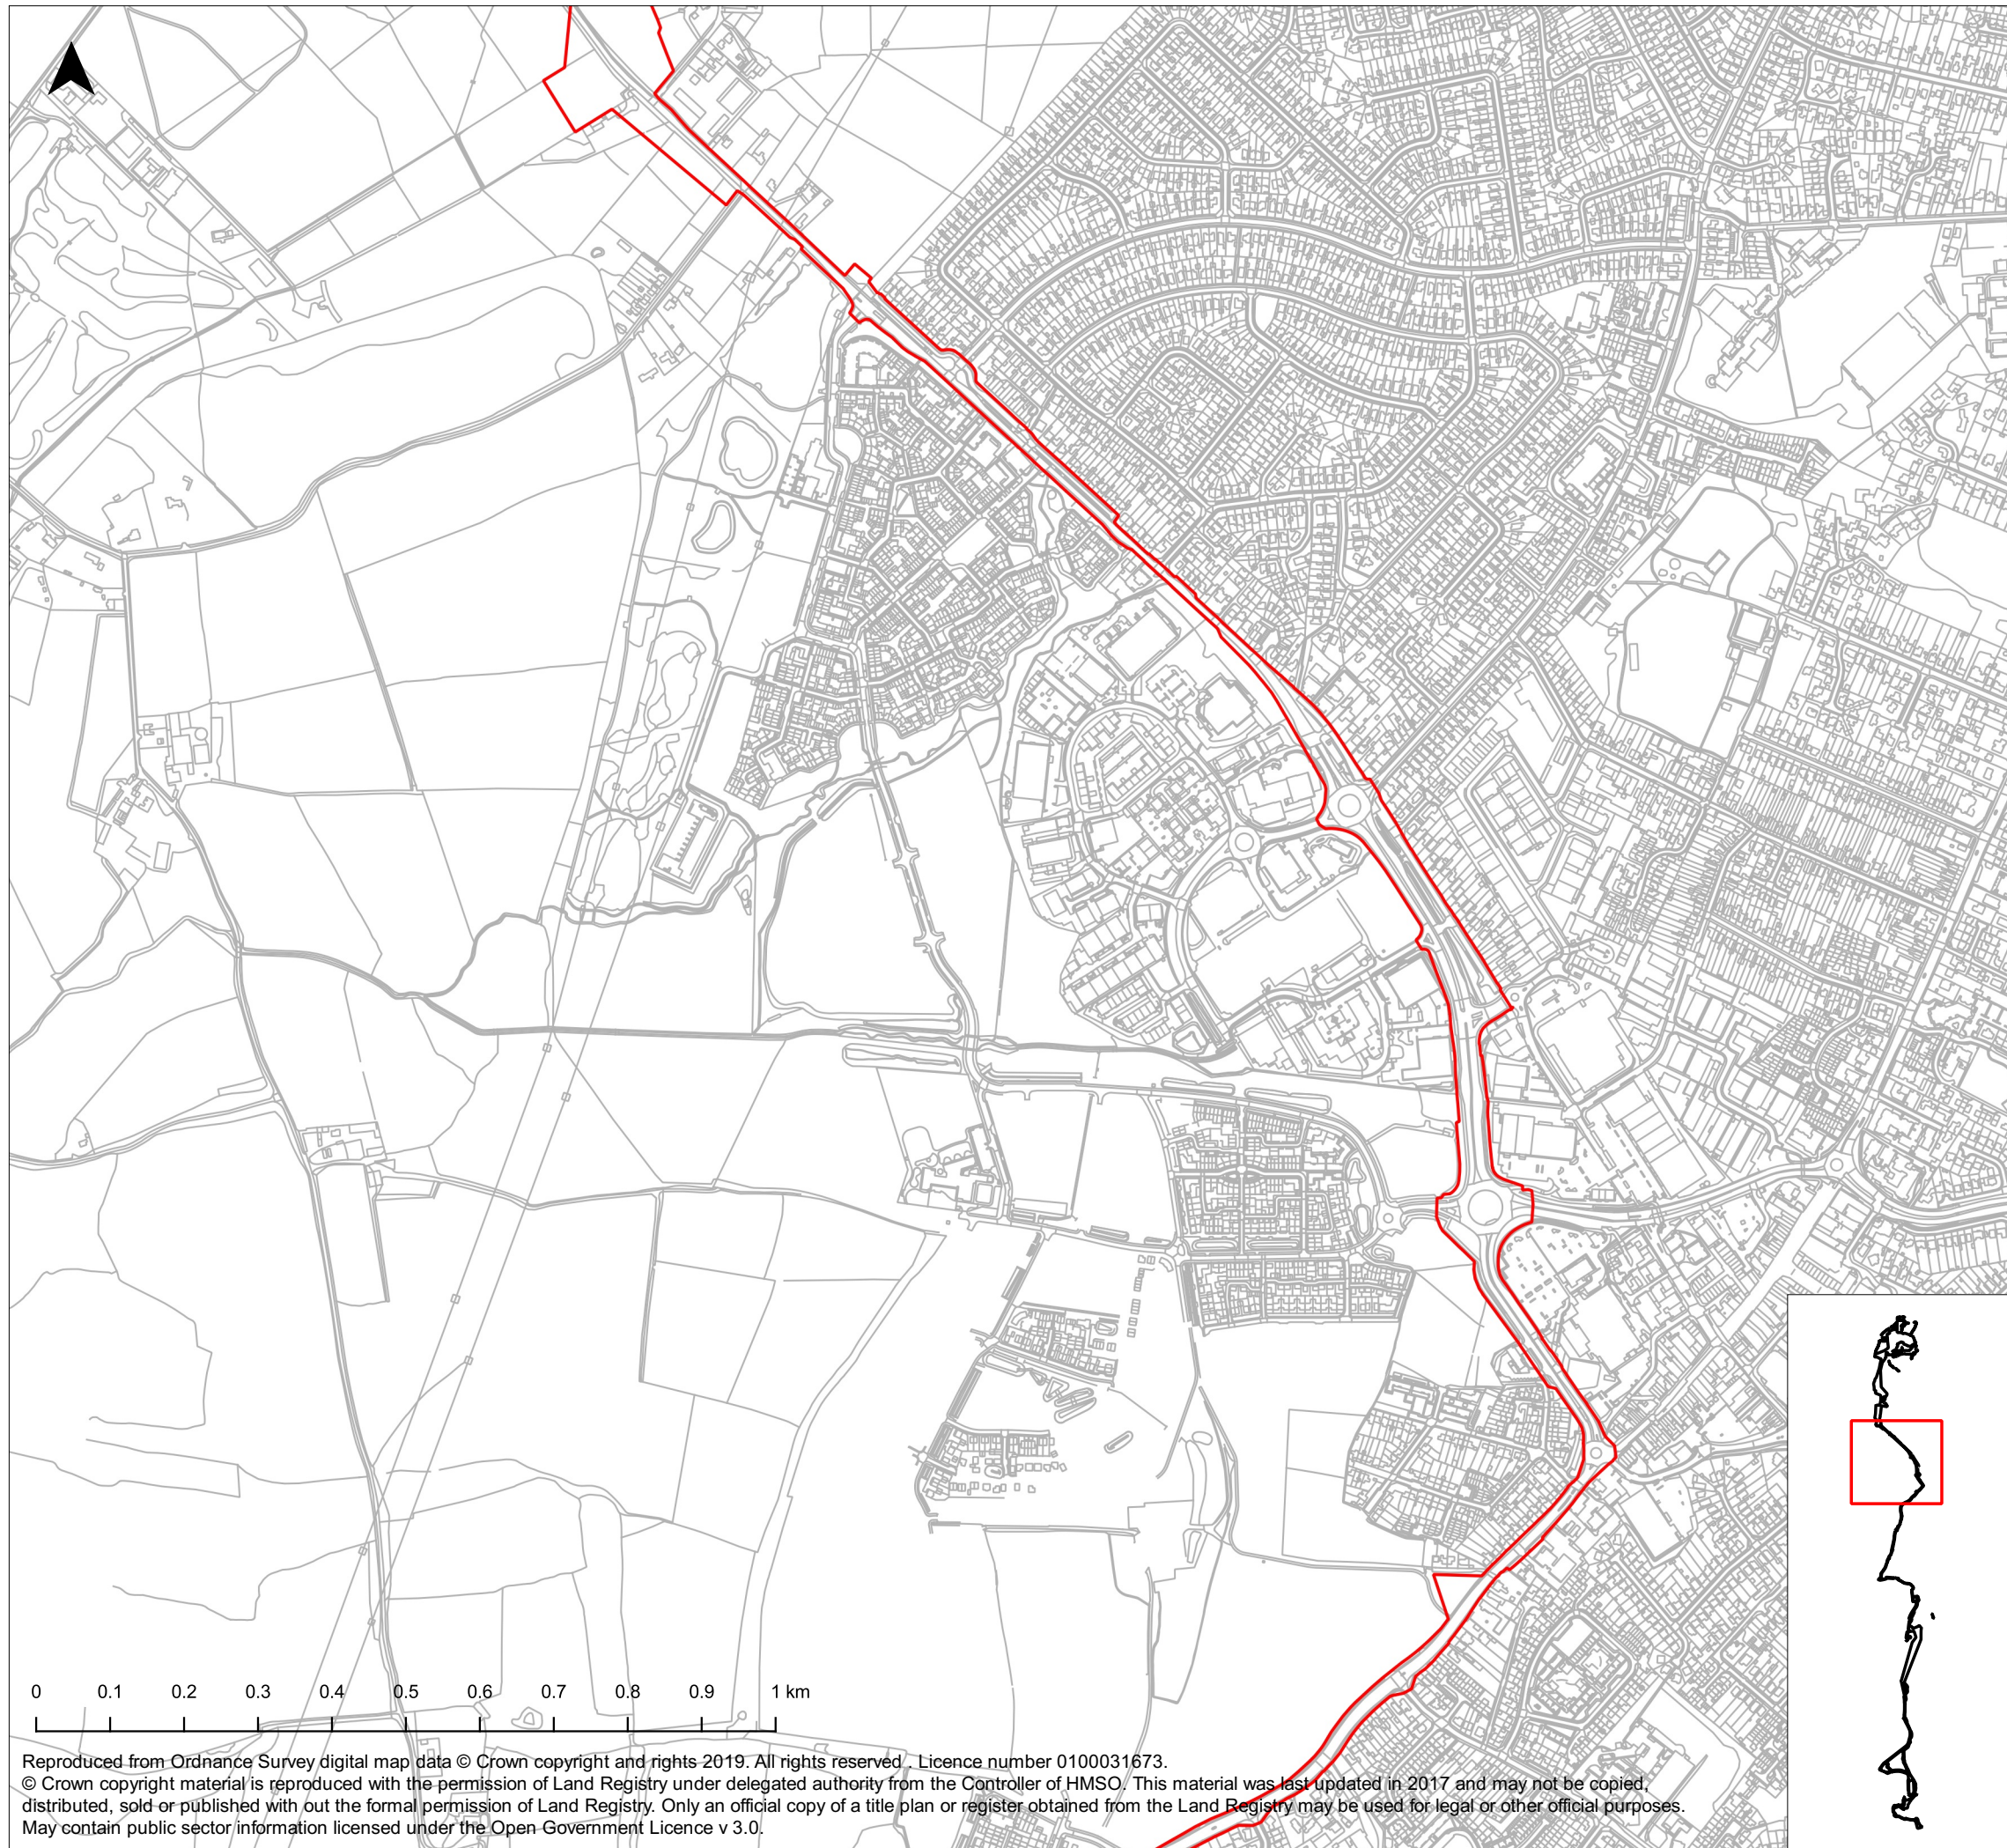 0 0.1 0.2 0.3 0.4 0.5 0.6 0.7 0.8 0.9 1 km
Reproduced from Ordnance Survey digital map data © Crown copyright and rights 2019. All rights reserved . Licence number 0100031673.
© Crown copyright material is reproduced with the permission of Land Registry under delegated authority from the Controller of HMSO. This material was last updated in 2017 and may not be copied,
distributed, sold or published with out the formal permission of Land Registry. Only an official copy of a title plan or register obtained from the Land Registry may be used for legal or other official purposes.
May contain public sector information licensed under the Open Government Licence v 3.0.